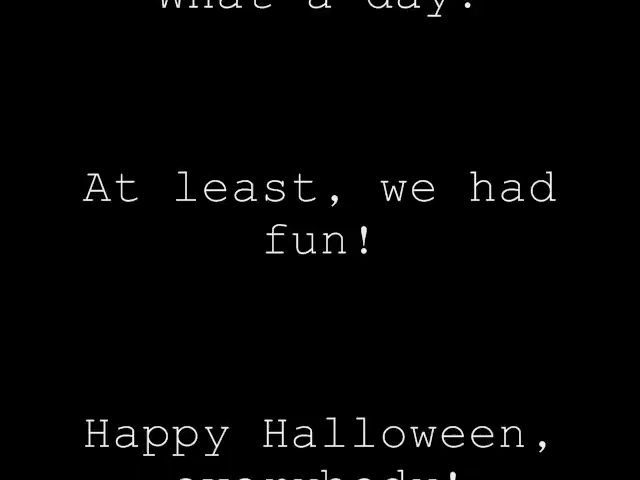 What a day!
At least, we had
fun!
Happy Halloween,
everybody!